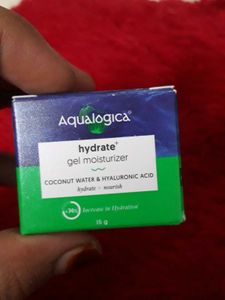 Aqualogica®
hydrate+
gel moisturizer
COCONUT WATER & HYALURONIC ACID
hydrate + nourish
Increase in Hydration
15 g